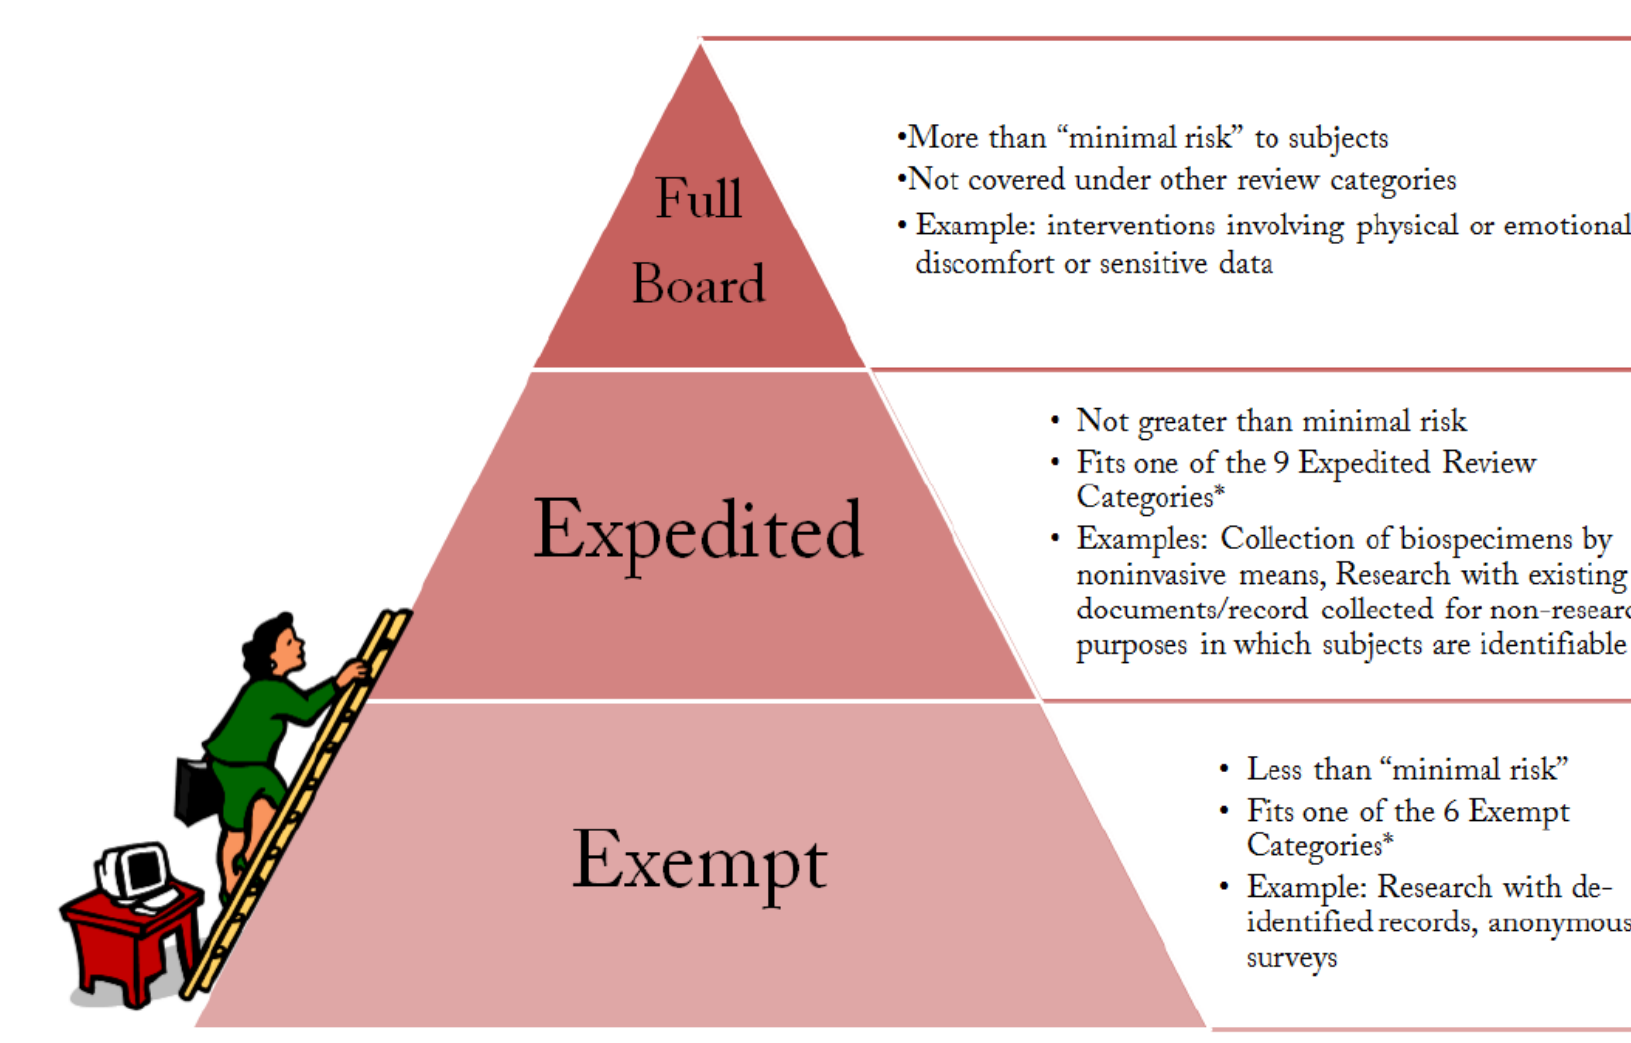 Full
Board
•More than “minimal risk” to subjects
•Not covered under other review categories
• Example: interventions involving physical or emotional
discomfort or sensitive data
Expedited
• Not greater than minimal risk
• Fits one of the 9 Expedited Review
Categories*
• Examples: Collection of biospecimens by
noninvasive means, Research with existing
documents/record collected for non-researc
purposes in which subjects are identifiable
Exempt
• Less than “minimal risk”
• Fits one of the 6 Exempt
Categories*
• Example: Research with de-
identified records, anonymous
surveys